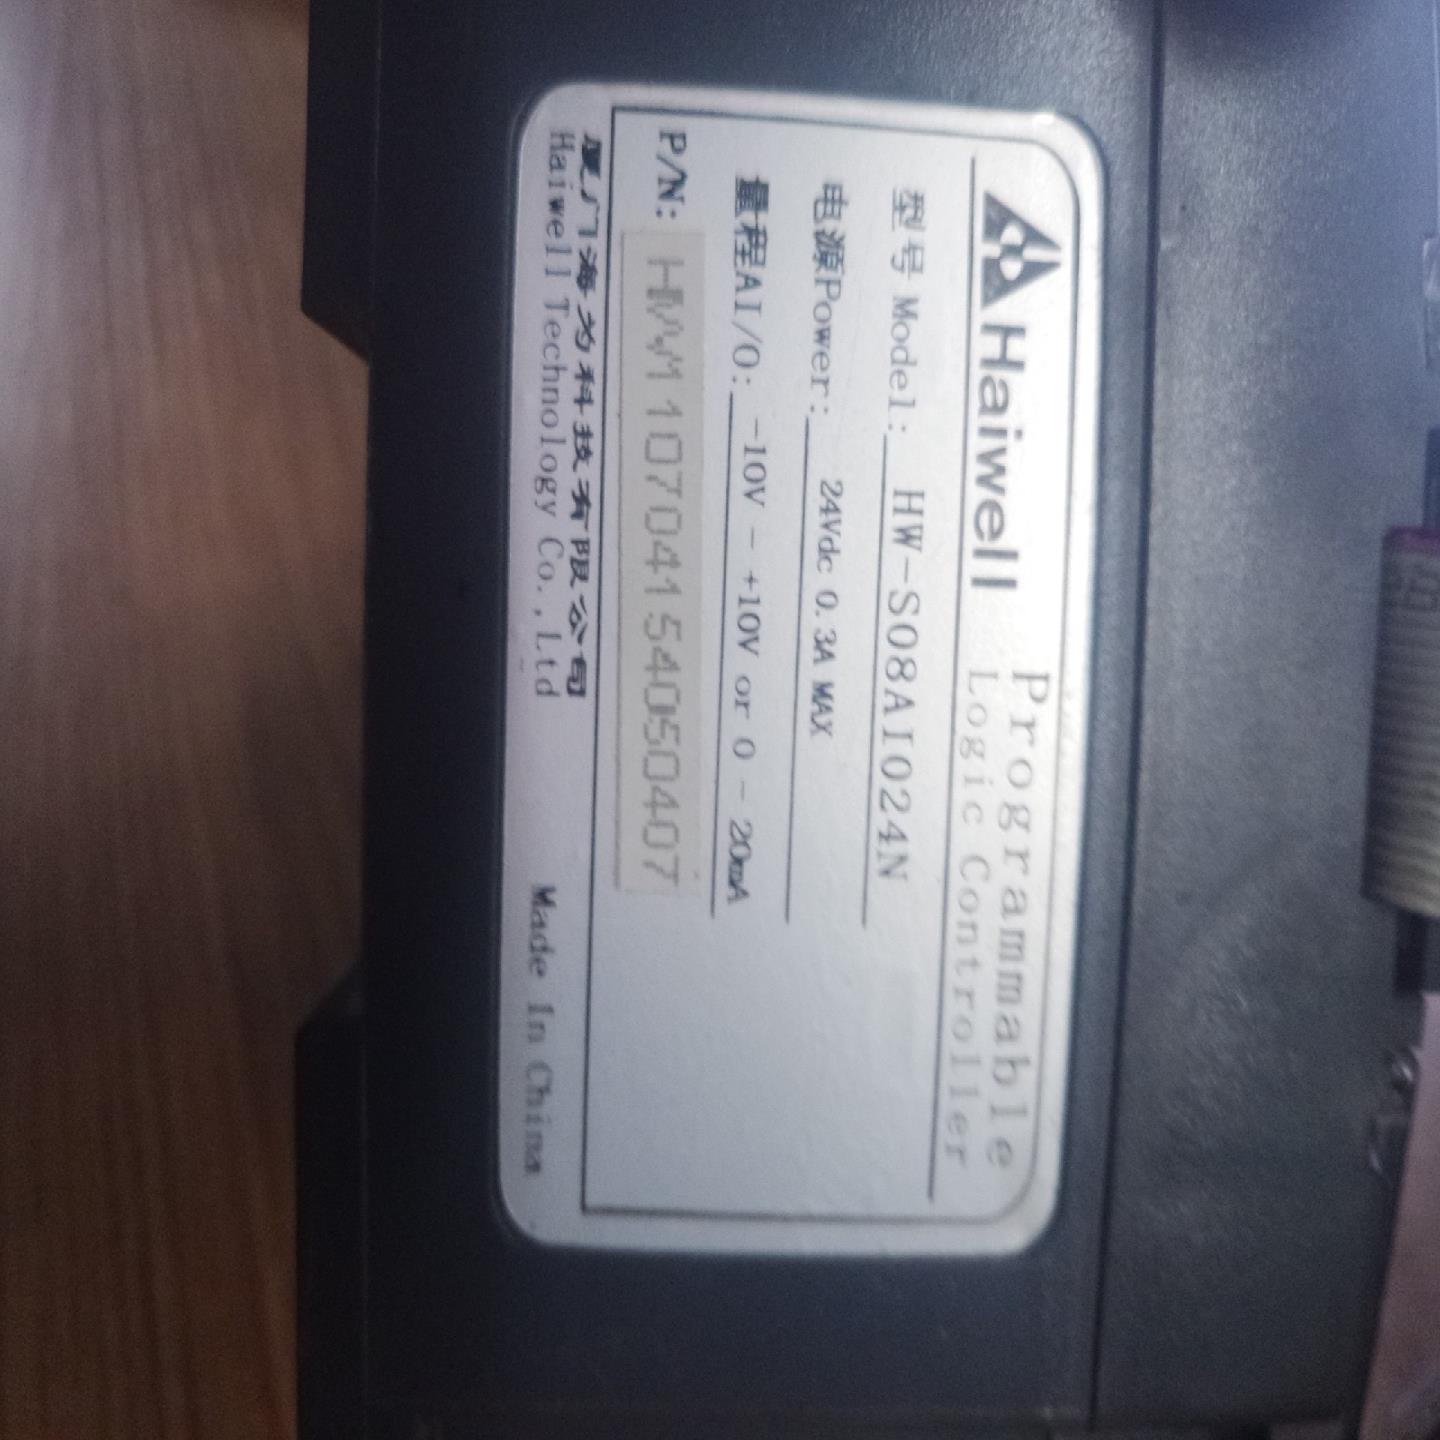 Haiwell
Programmable
Logic Controller
型号 Model: HW-S08AI024N
电源Power: 24Vdc 0.3A MAX
量程AI/O: -10V - +10V or 0 - 20mA
P/N:
厦门海为科技有限公司
Haiwell Technology Co.,Ltd
Made In China